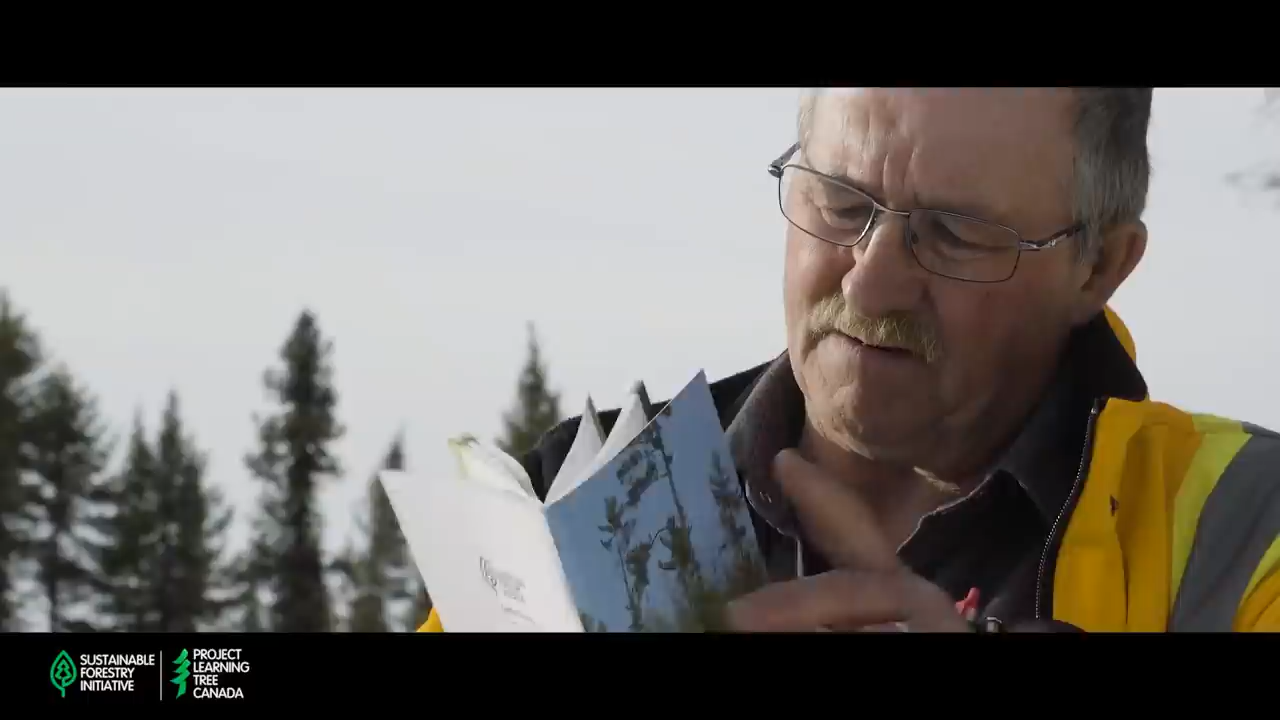 SUSTAINABLE
FORESTRY
INITIATIVE
PROJECT
LEARNING
TREE
CANADA